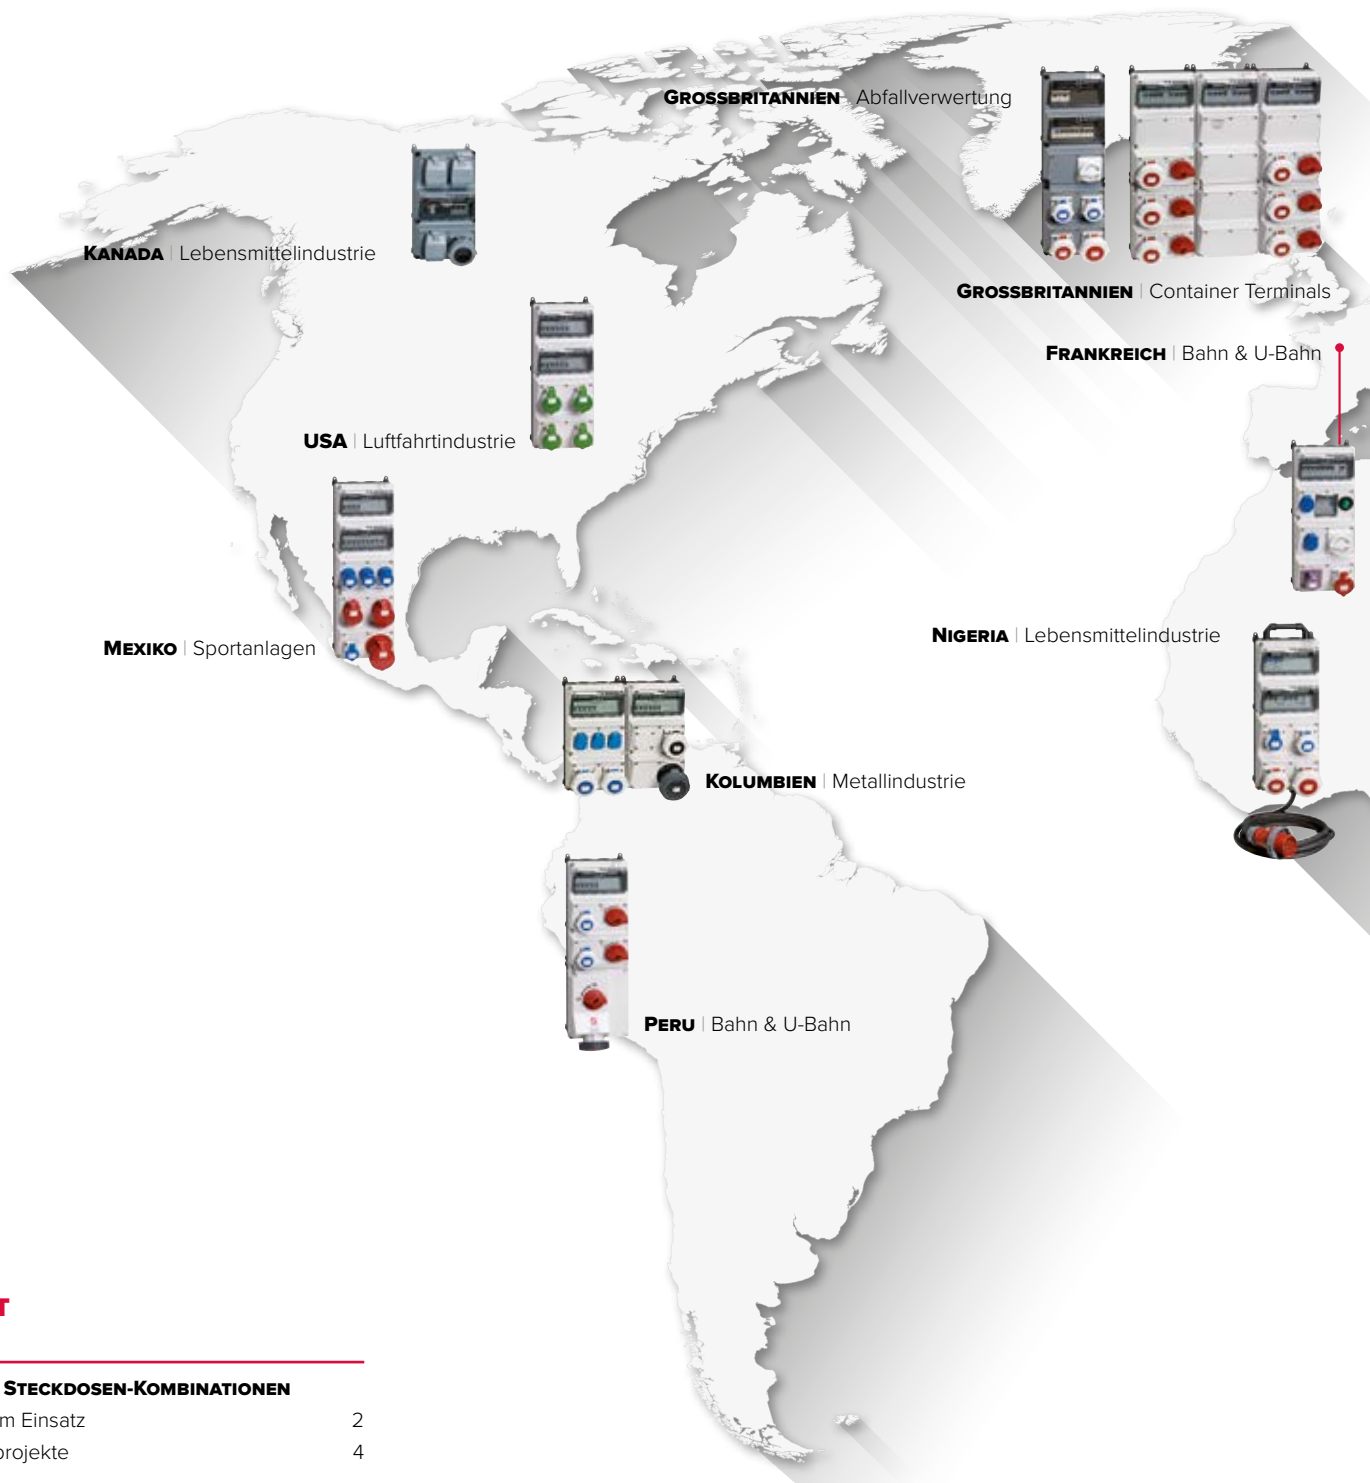 GROSSBRITANNIEN Abfallverwertung
KANADA | Lebensmittelindustrie
GROSSBRITANNIEN | Container Terminals
FRANKREICH | Bahn & U-Bahn
USA | Luftfahrtindustrie
MEXIKO | Sportanlagen
NIGERIA | Lebensmittelindustrie
KOLUMBIEN | Metallindustrie
PERU | Bahn & U-Bahn
T
STECKDOSEN-KOMBINATIONEN
m Einsatz 2
projekte 4